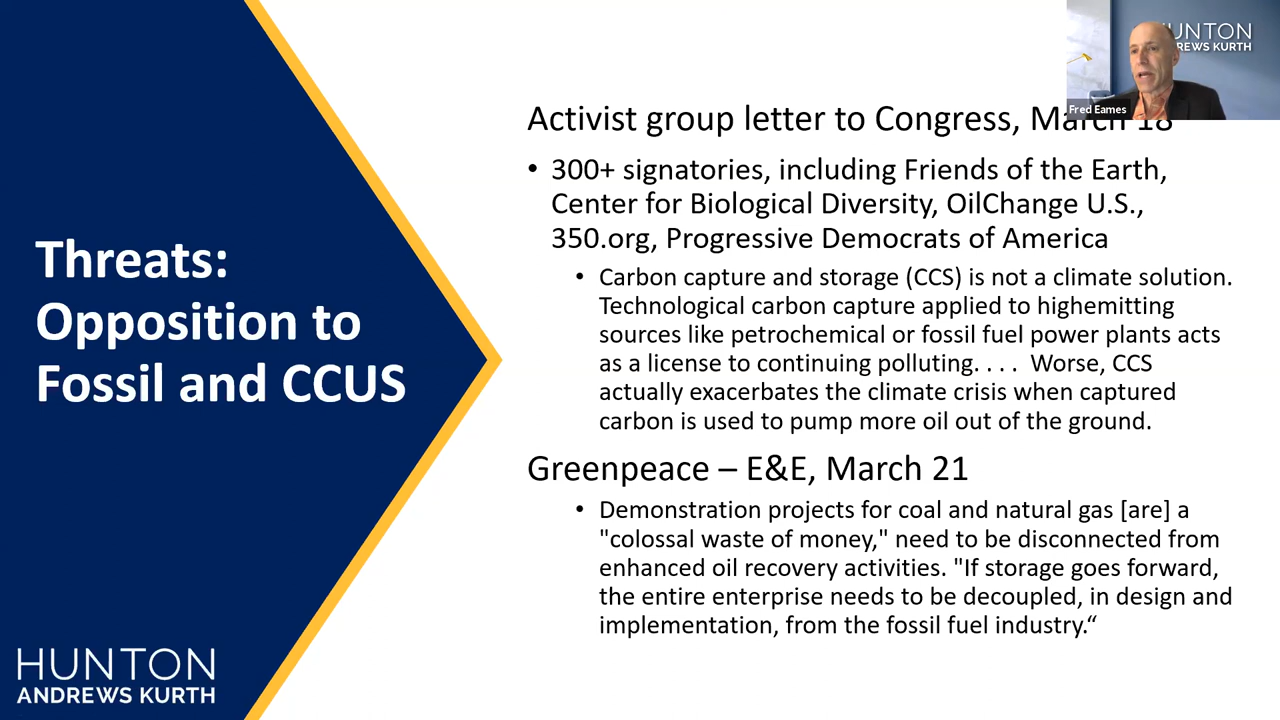 HUNTON
ANDREWS KURTH
Fred Eames
Threats:
Opposition to
Fossil and CCUS
Activist group letter to Congress, March 18
• 300+ signatories, including Friends of the Earth,
Center for Biological Diversity, OilChange U.S.,
350.org, Progressive Democrats of America
• Carbon capture and storage (CCS) is not a climate solution.
Technological carbon capture applied to highemitting
sources like petrochemical or fossil fuel power plants acts
as a license to continuing polluting. . . .  Worse, CCS
actually exacerbates the climate crisis when captured
carbon is used to pump more oil out of the ground.
Greenpeace – E&E, March 21
• Demonstration projects for coal and natural gas [are] a
"colossal waste of money," need to be disconnected from
enhanced oil recovery activities. "If storage goes forward,
the entire enterprise needs to be decoupled, in design and
implementation, from the fossil fuel industry.“
HUNTON
ANDREWS KURTH